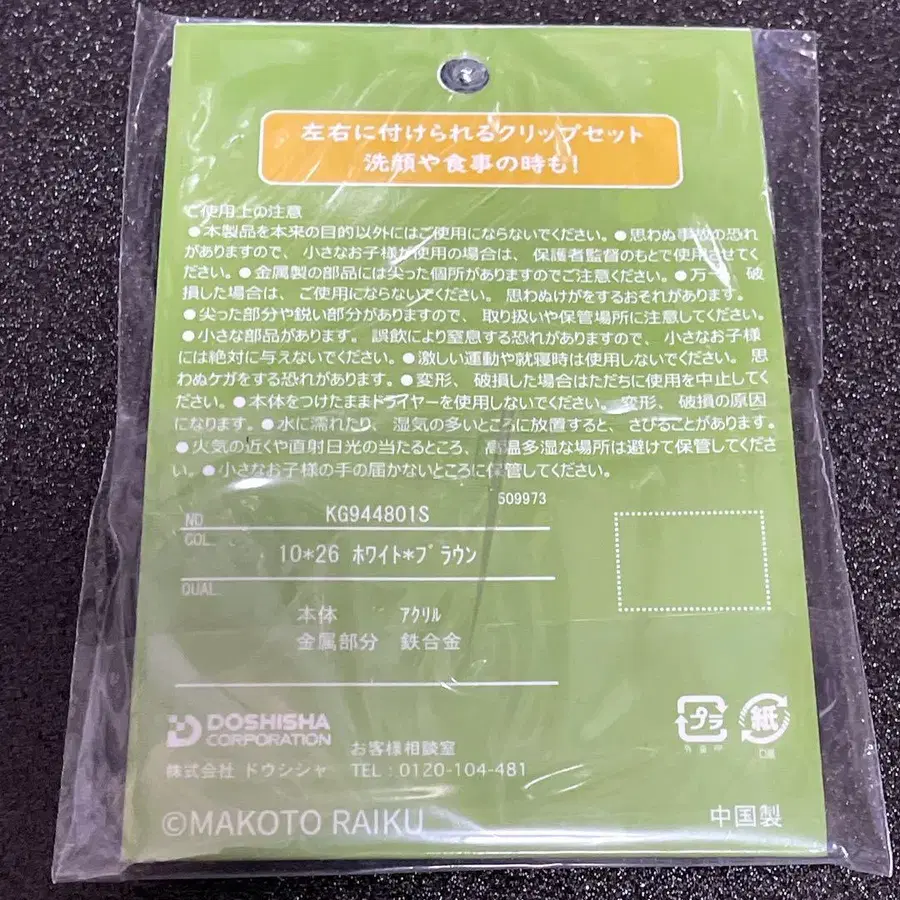 左右に付けられるクリップセット
洗顔や食事の時も!
ご使用上の注意
●本製品を本来の目的以外にはご使用にならないでください。●思わぬ事故の恐れ
がありますので、小さなお子様が使用の場合は、保護者監督のもとで使用させてく
ださい。●金属製の部品には尖った個所がありますのでご注意ください。●万一、破
損した場合は、ご使用にならないでください。思わぬけがをするおそれがあります。
●尖った部分や鋭い部分がありますので、取り扱いや保管場所に注意してください。
●小さな部品があります。誤飲により窒息する恐れがありますので、小さなお子様
には絶対に与えないでください。●激しい運動や就寝時は使用しないでください。思
わぬケガをする恐れがあります。●変形、破損した場合はただちに使用を中止してく
ださい。●本体をつけたままドライヤーを使用しないでください。変形、破損の原因
になります。●水に濡れたり、湿気の多いところに放置すると、さびることがあります。
●火気の近くや直射日光の当たるところ、高温多湿な場所は避けて保管してくださ
い。●小さなお子様の手の届かないところに保管してください。
S09973
NO. KG944801S
COL. 10*26 ホワイト*ブラウン
QUAL.
本体 アクリル
金属部分 鉄合金
プラ 紙
外装 口紙
DOSHISHA
CORPORATION お客様相談室
株式会社 ドウシシャ TEL:0120-104-481
©MAKOTO RAIKU 中国製